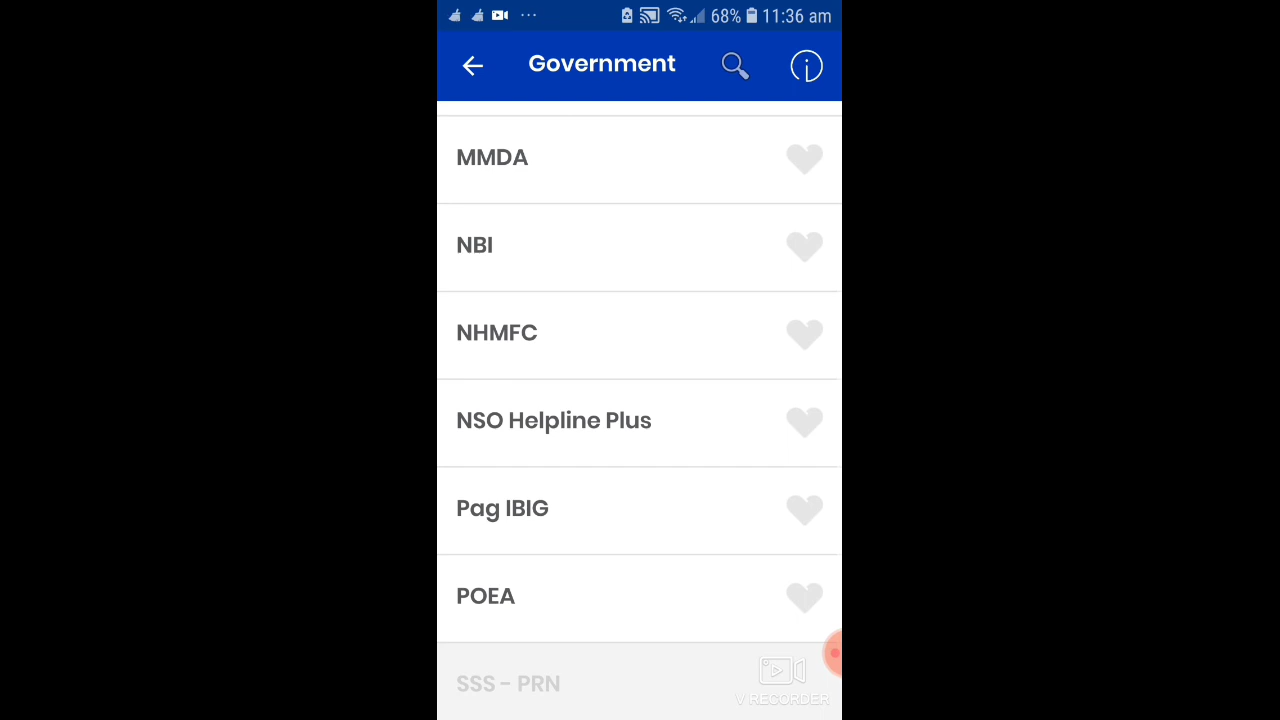 68% 11:36 am
Government
MMDA
NBI
NHMFC
NSO Helpline Plus
Pag IBIG
POEA
SSS - PRN
V RECORDER